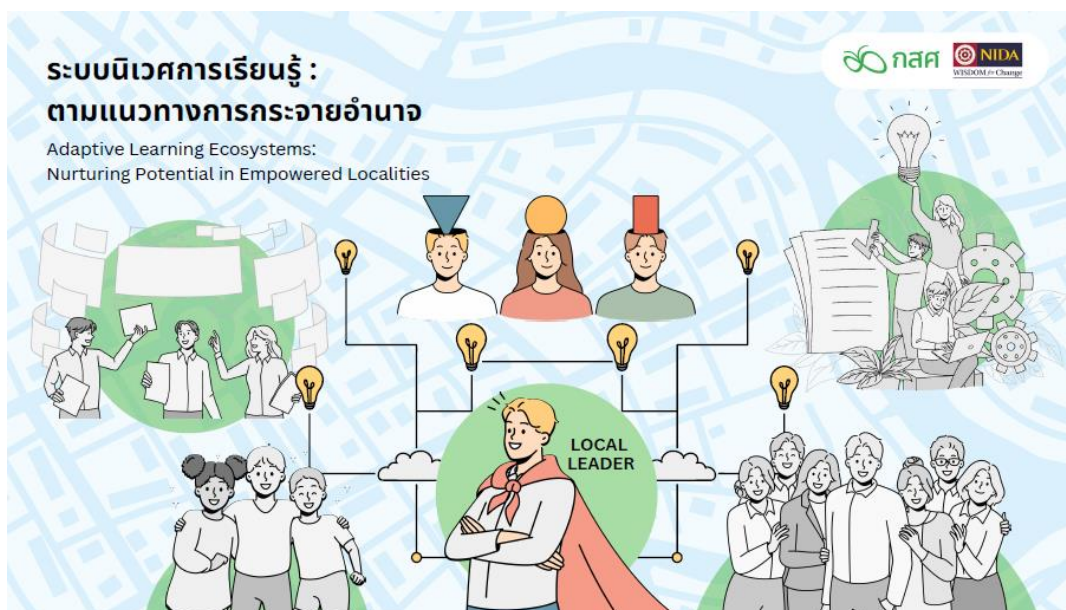 ระบบนิเวศการเรียนรู้ :
ตามแนวทางการกระจายอำนาจ
Adaptive Learning Ecosystems:
Nurturing Potential in Empowered Localities
กสศ
NIDA
WISDOM for Change
LOCAL
LEADER